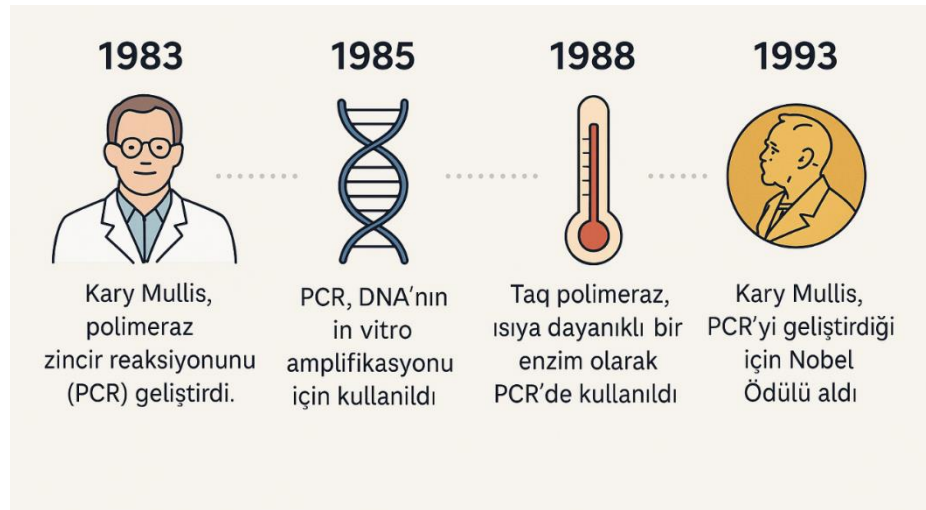 1983
Kary Mullis,
polimeraz
zincir reaksiyonunu
(PCR) geliştirdi.
1985
PCR, DNA'nın
in vitro
amplifikasyonu
için kullanıldı
1988
Taq polimeraz,
ısıya dayanıklı bir
enzim olarak
PCR'de kullanıldı
1993
Kary Mullis,
PCR'yi geliştirdiği
için Nobel
Ödülü aldı